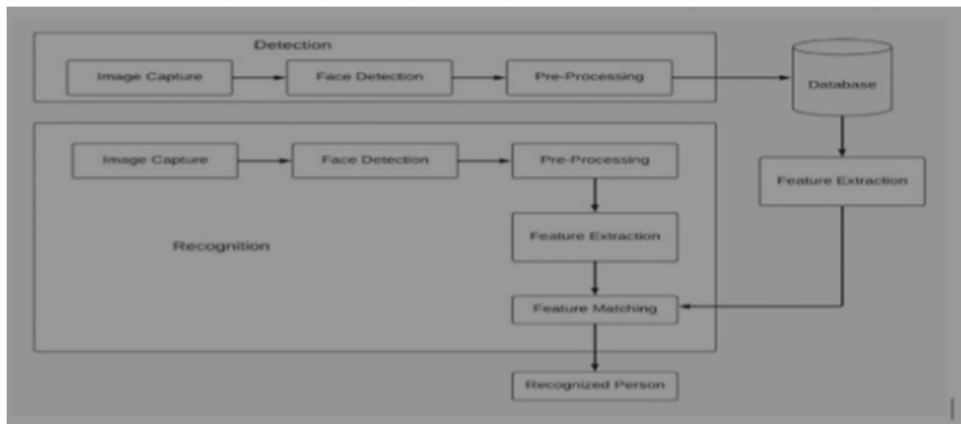 Detection
Image Capture
Face Detection
Pre-Processing
Database
Image Capture
Face Detection
Pre-Processing
Feature Extraction
Feature Extraction
Recognition
Feature Matching
Recognized Person